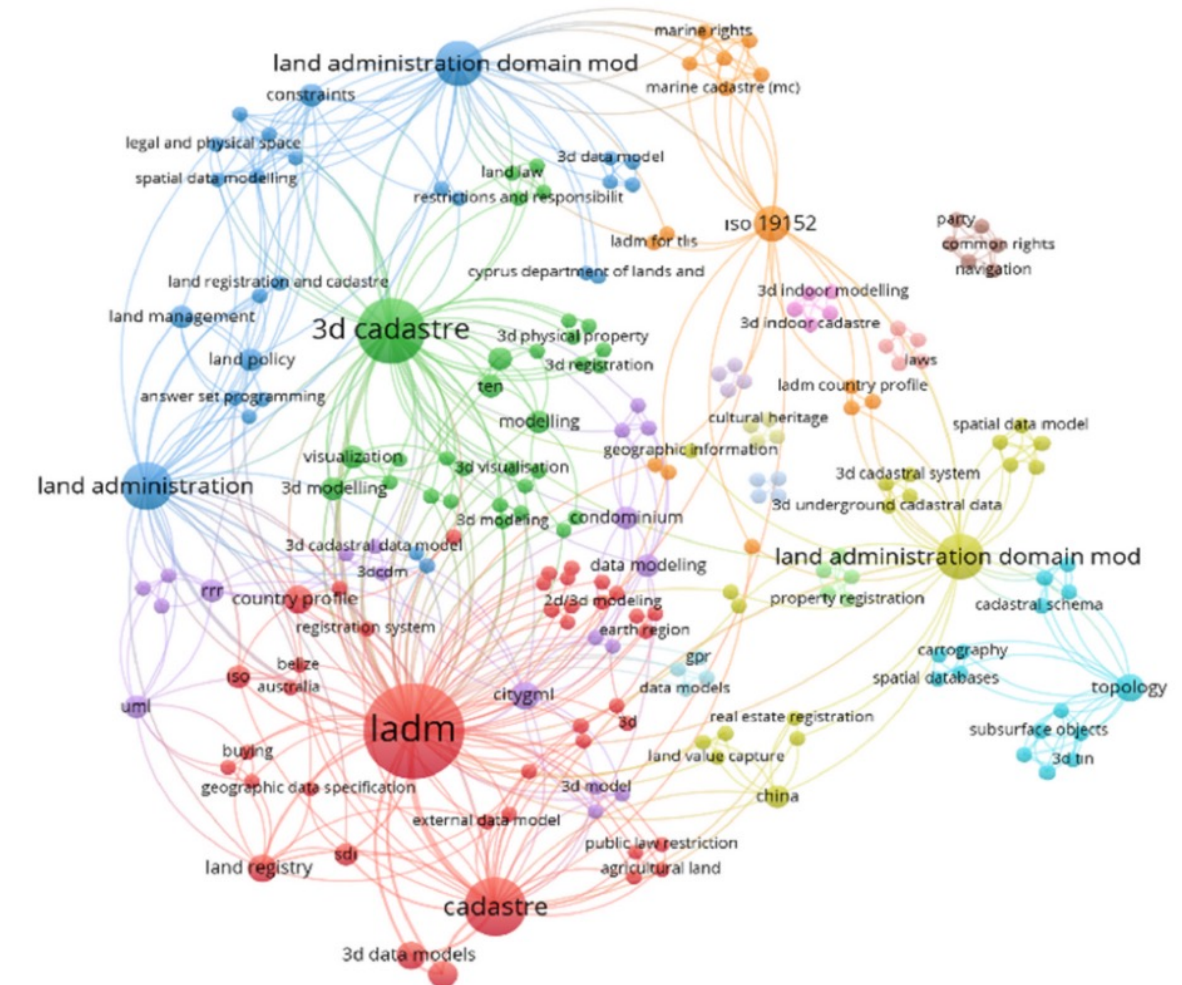 marine rights
land administration domain mod
marine cadastre (mc)
constraints
legal and physical space
3d data model
land law
spatial data modelling
restrictions and responsibilit
party
iso 19152
ladm for tlis
common rights
navigation
cyprus department of lands and
land registration and cadastre
3d indoor modelling
land management
3d cadastre
3d indoor cadastre
3d physical property
land policy
3d registration
laws
ten
ladm country profile
answer set programming
modelling
cultural heritage
spatial data model
geographic information
visualization
3d visualisation
3d cadastral system
land administration
3d modelling
3d underground cadastral data
3d modeling
condominium
3d cadastral data model
land administration domain mod
data modeling
3dcdm
rrr
country profile
2d/3d modeling
property registration
cadastral schema
registration system
earth region
cartography
gpr
belize
iso
australia
spatial databases
data models
topology
citygml
uml
ladm
3d
real estate registration
subsurface objects
buying
land value capture
3d tin
geographic data specification
3d model
china
external data model
public law restriction
sdi
land registry
agricultural land
cadastre
3d data models